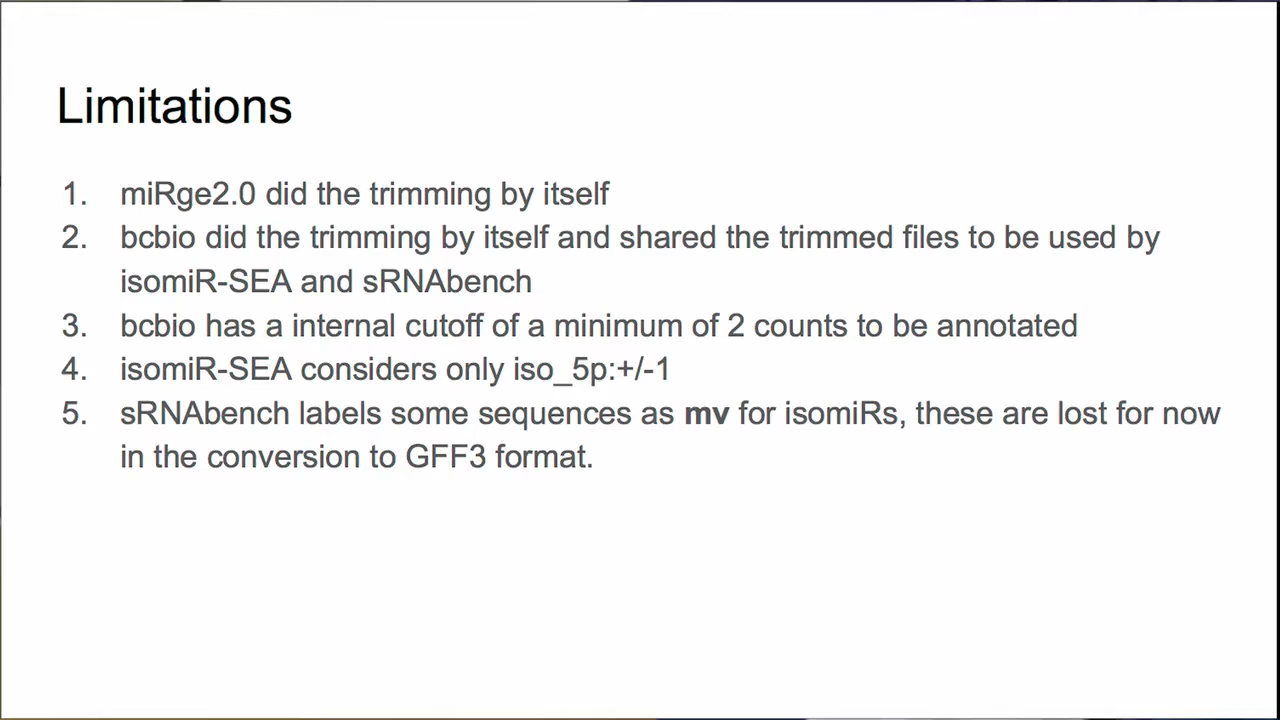 Limitations
1. miRge2.0 did the trimming by itself
2. bcbio did the trimming by itself and shared the trimmed files to be used by
isomiR-SEA and sRNAbench
3. bcbio has a internal cutoff of a minimum of 2 counts to be annotated
4. isomiR-SEA considers only iso_5p:+/-1
5. sRNAbench labels some sequences as mv for isomiRs, these are lost for now
in the conversion to GFF3 format.